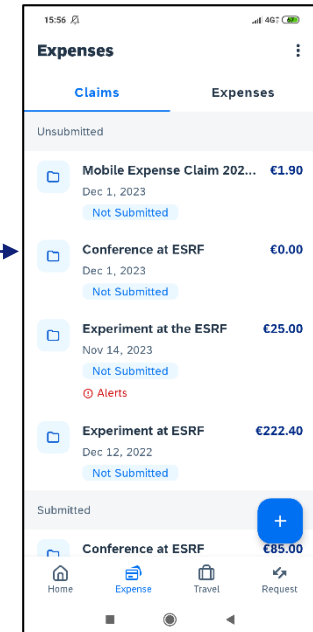 15:56 4G 67
Expenses
Claims Expenses
Unsubmitted
Mobile Expense Claim 202... €1.90
Dec 1, 2023
Not Submitted
Conference at ESRF €0.00
Dec 1, 2023
Not Submitted
Experiment at the ESRF €25.00
Nov 14, 2023
Not Submitted
Alerts
Experiment at ESRF €222.40
Dec 12, 2022
Not Submitted
Submitted
Conference at ESRF €85.00
Home Expense Travel Request